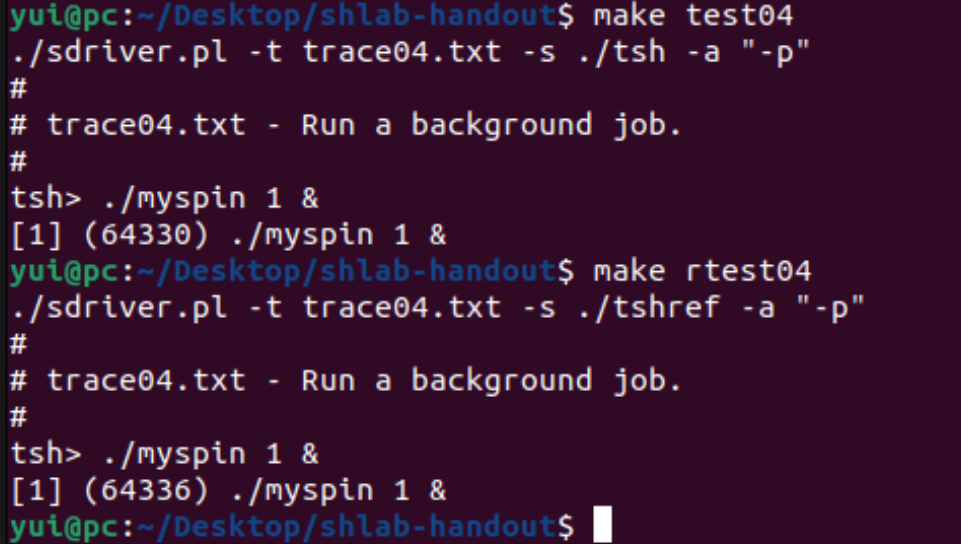 yui@pc:~/Desktop/shlab-handout$ make test04
./sdriver.pl -t trace04.txt -s ./tsh -a "-p"
#
# trace04.txt - Run a background job.
#
tsh> ./myspin 1 &
[1] (64330) ./myspin 1 &
yui@pc:~/Desktop/shlab-handout$ make rtest04
./sdriver.pl -t trace04.txt -s ./tshref -a "-p"
#
# trace04.txt - Run a background job.
#
tsh> ./myspin 1 &
[1] (64336) ./myspin 1 &
yui@pc:~/Desktop/shlab-handout$